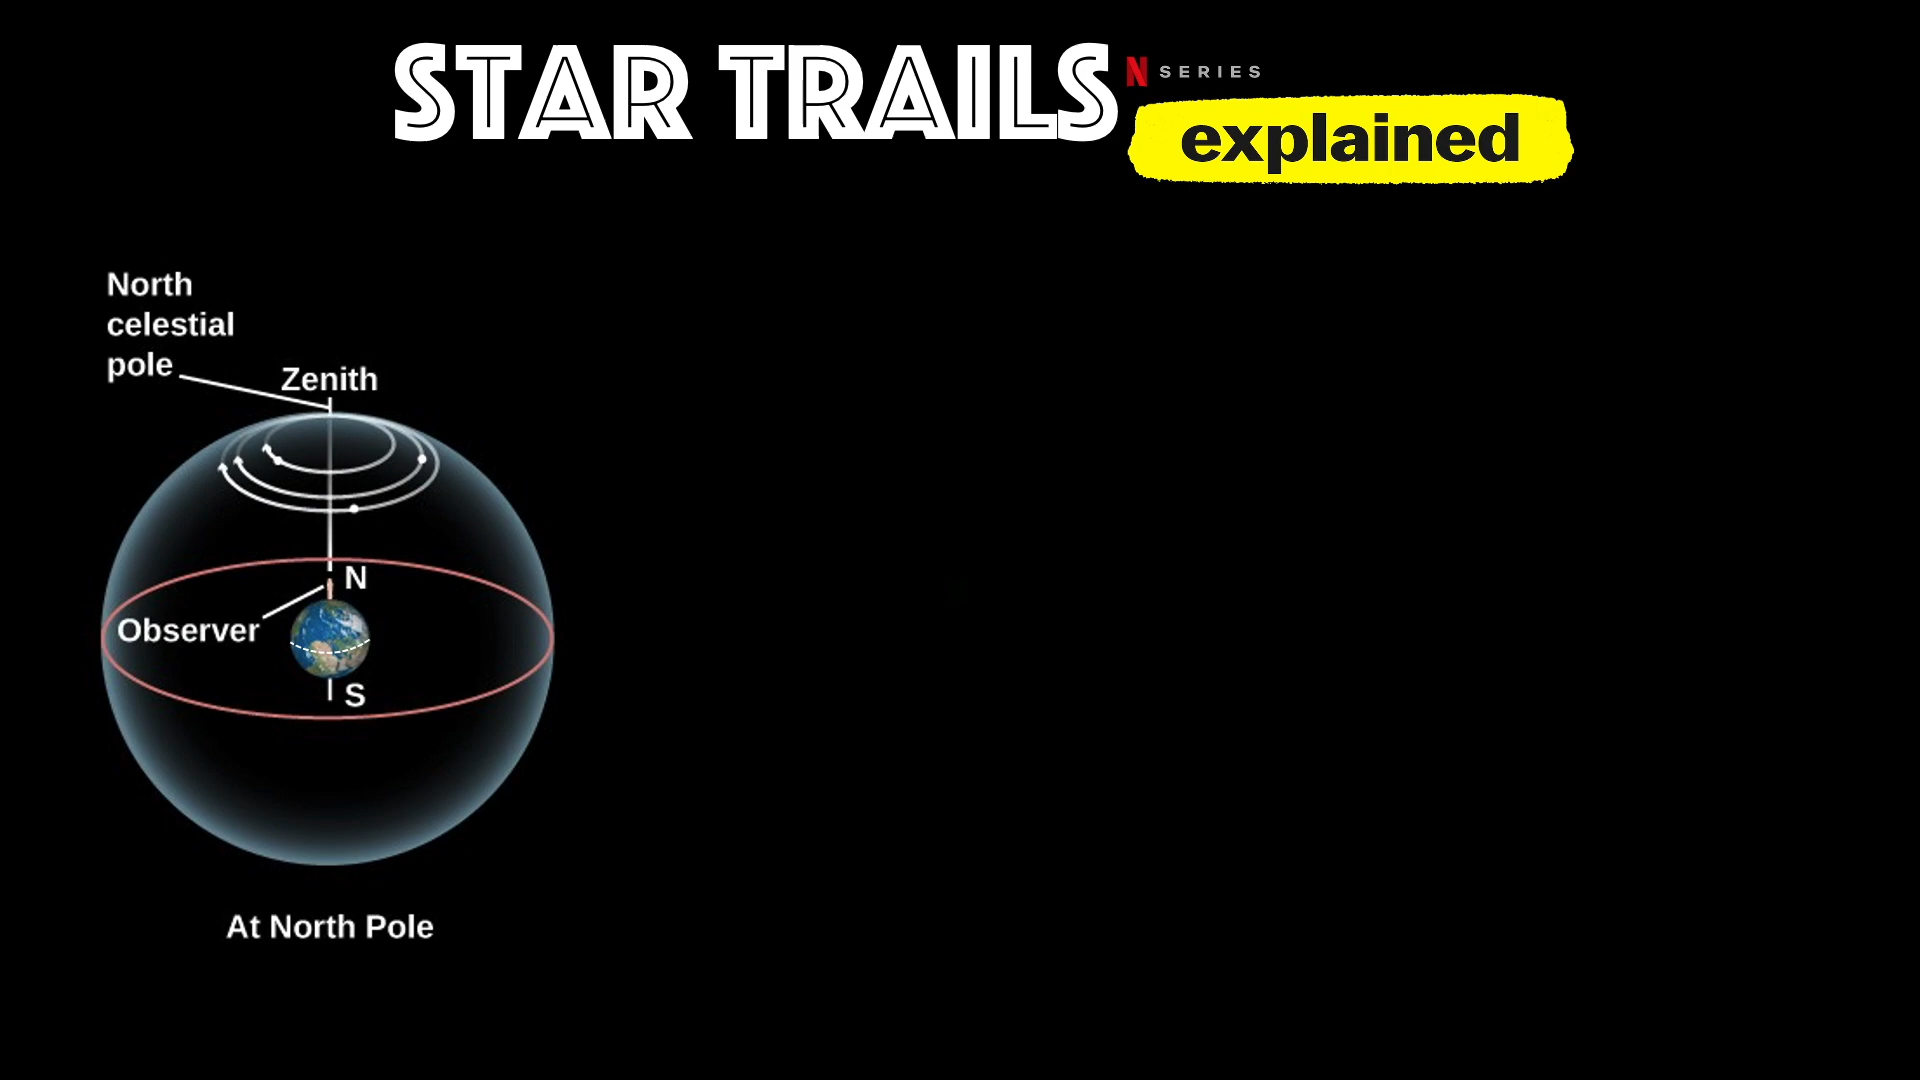 STAR TRAILS
N SERIES
explained
North
celestial
pole
Zenith
N
Observer
S
At North Pole